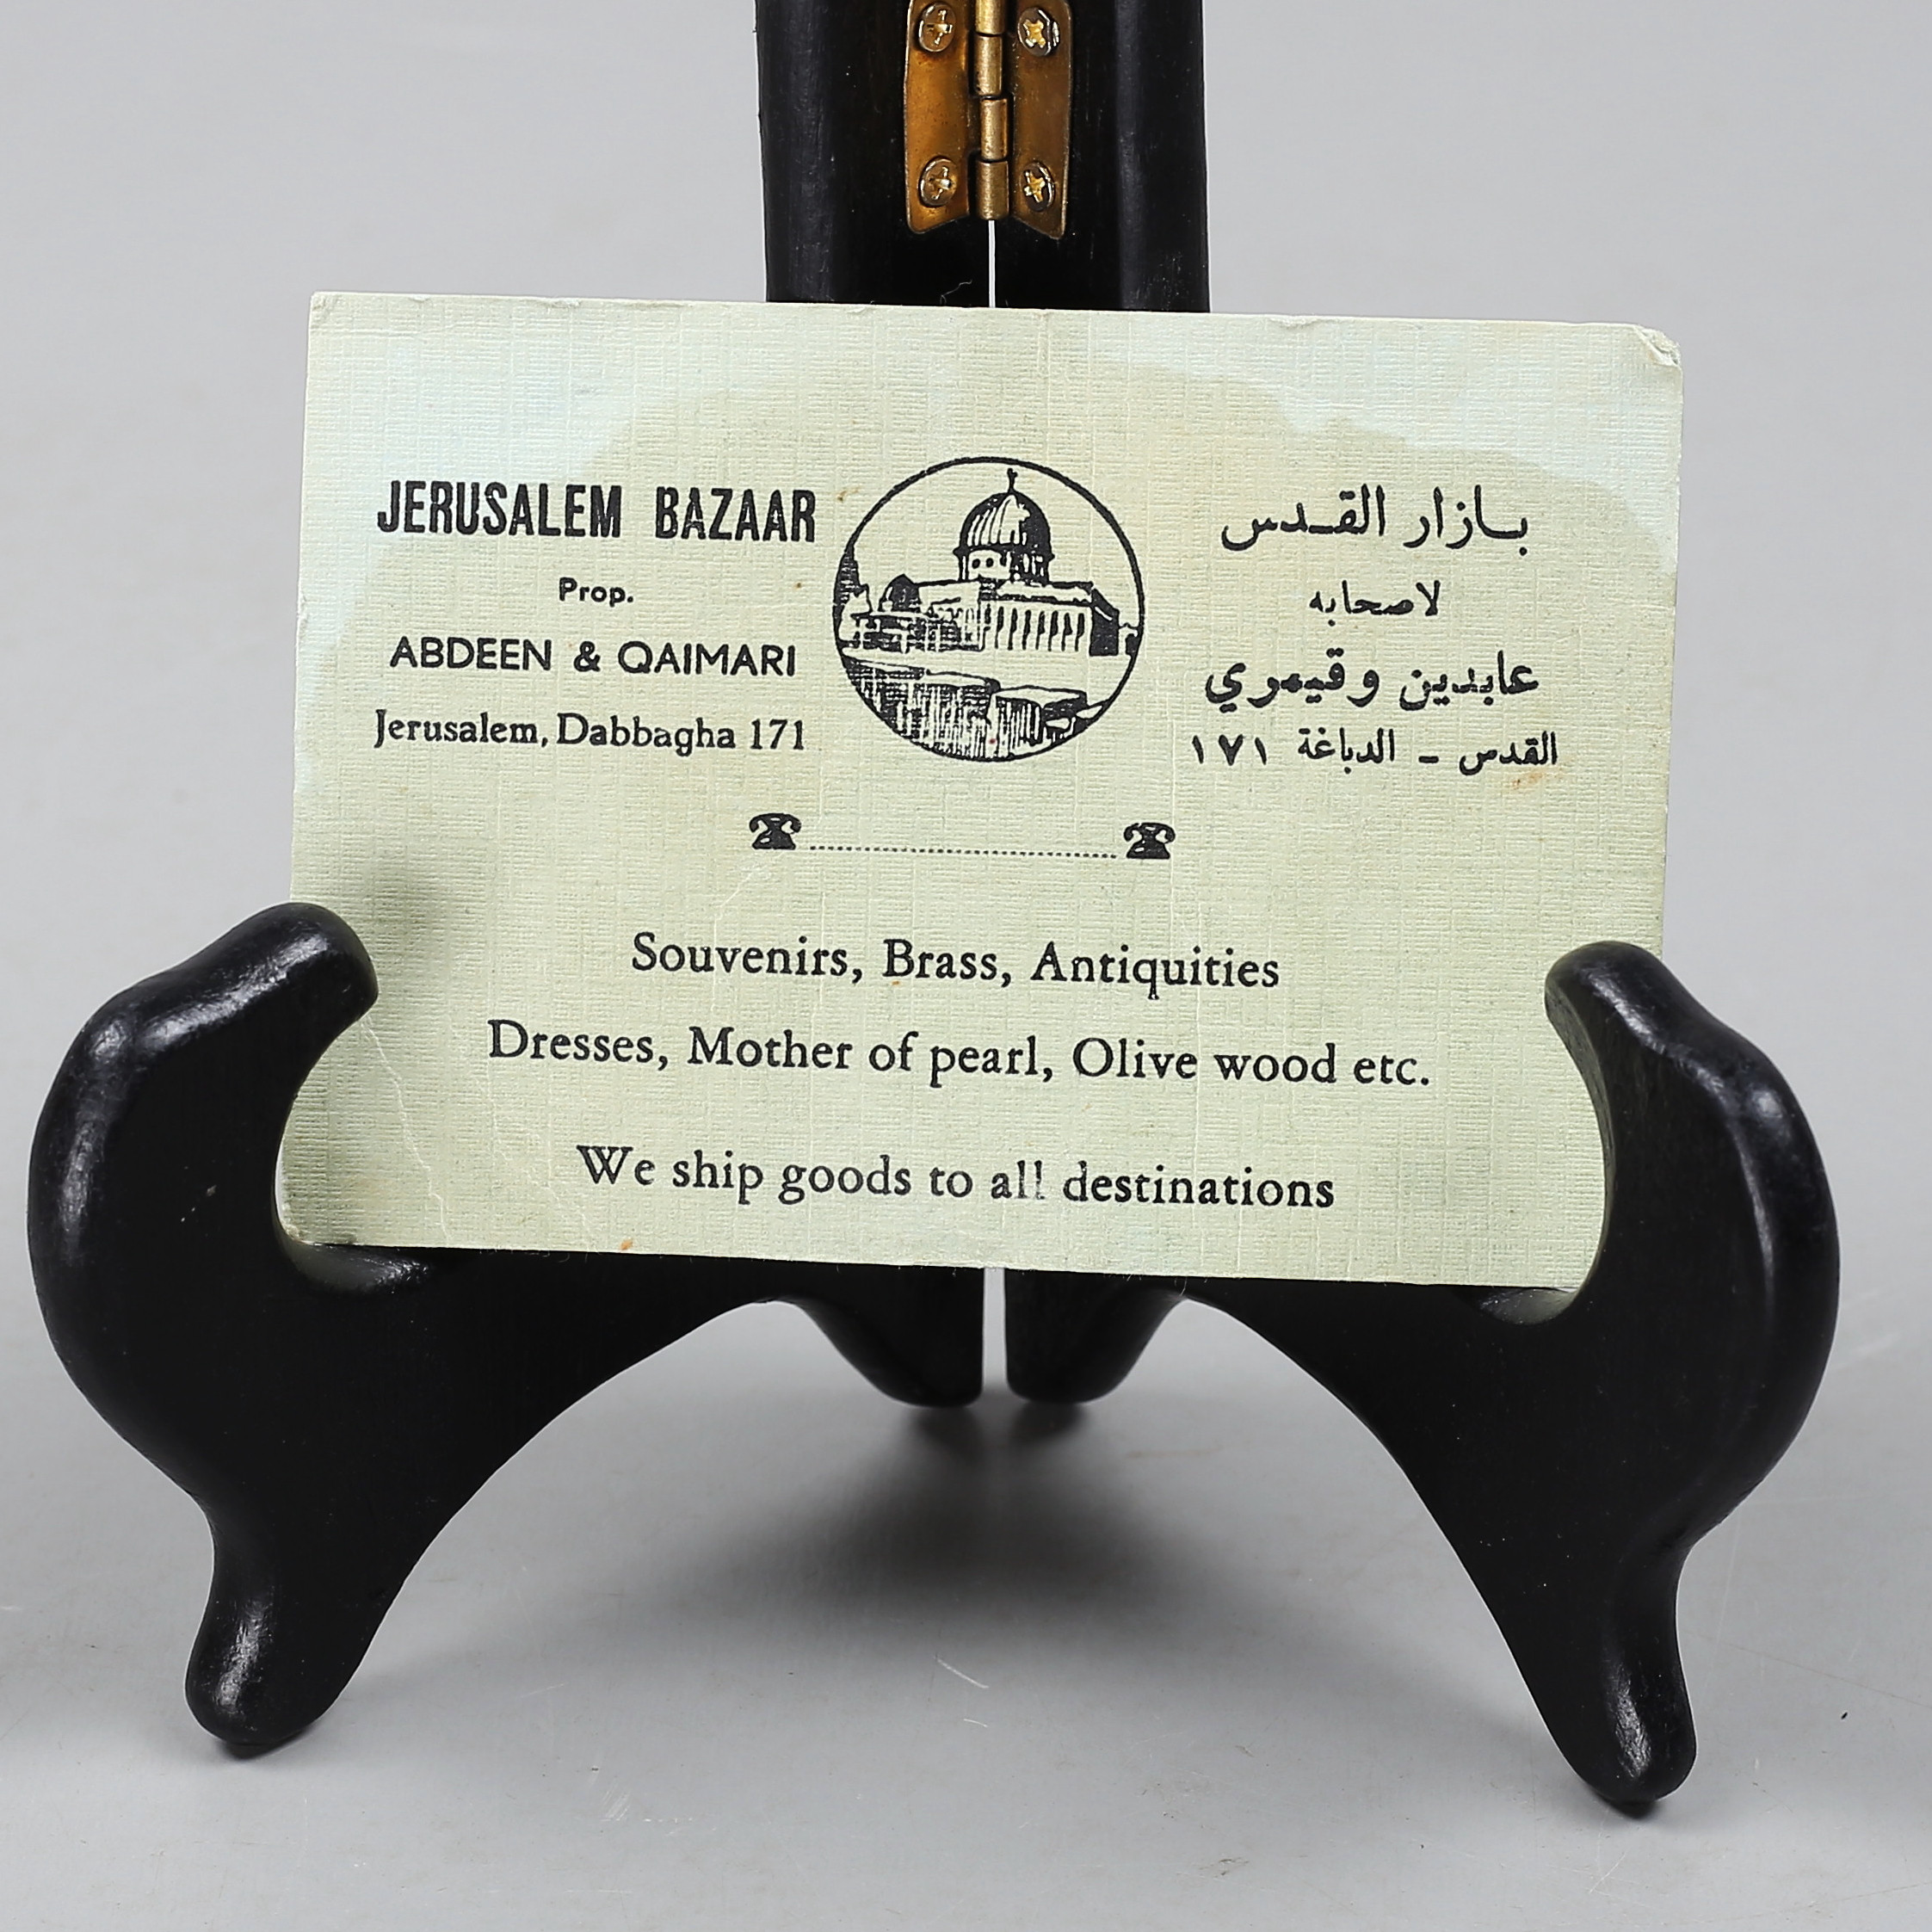 JERUSALEM BAZAAR
Prop.
ABDEEN & QAIMARI
Jerusalem, Dabbagha 171
بازار القدس
لاصحابه
عابدين وقيمري
القدس - الدباغة ١٧١
Souvenirs, Brass, Antiquities
Dresses, Mother of pearl, Olive wood etc.
We ship goods to all destinations